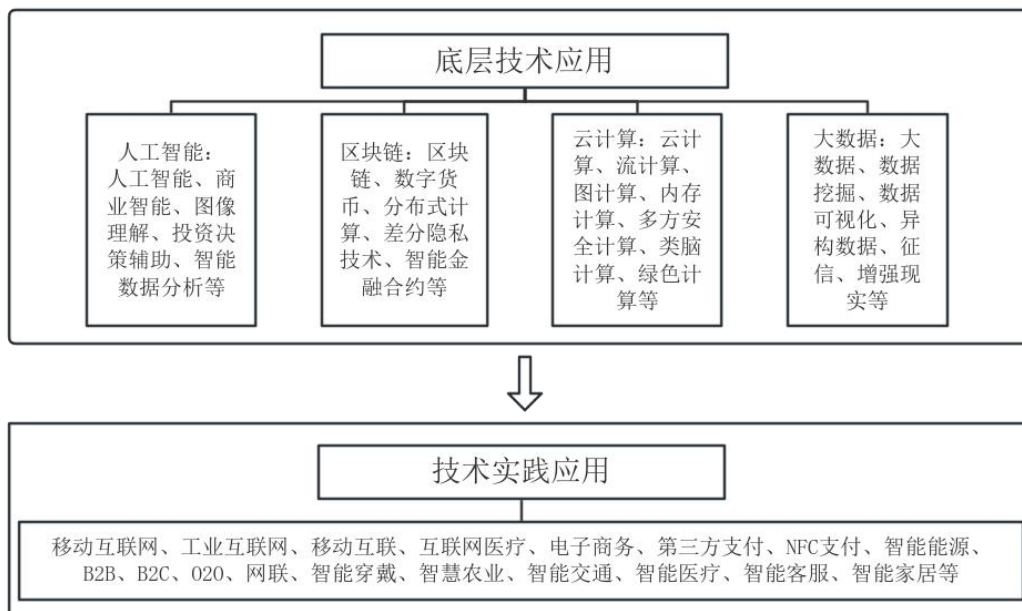 底层技术应用
人工智能：
人工智能、商
业智能、图像
理解、投资决
策辅助、智能
数据分析等
区块链：区块
链、数字货
币、分布式计
算、差分隐私
技术、智能金
融合约等
云计算：云计
算、流计算、
图计算、内存
计算、多方安
全计算、类脑
计算、绿色计
算等
大数据：大
数据、数据
挖掘、数据
可视化、异
构数据、征
信、增强现
实等
技术实践应用
移动互联网、工业互联网、移动互联、互联网医疗、电子商务、第三方支付、NFC支付、智能能源、
B2B、B2C、O2O、网联、智能穿戴、智慧农业、智能交通、智能医疗、智能客服、智能家居等